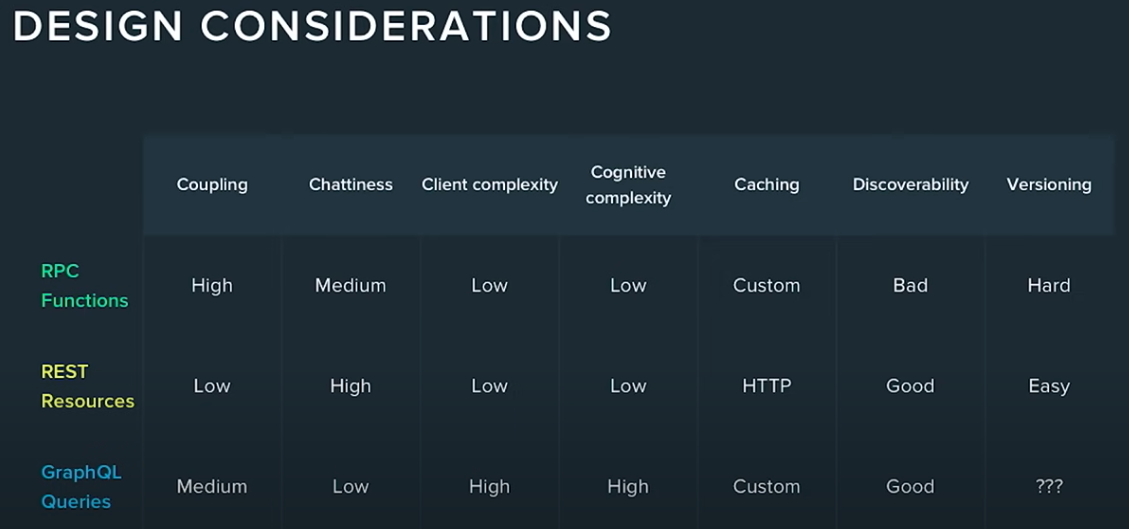 DESIGN CONSIDERATIONS
Coupling Chattiness Client complexity Cognitive complexity Caching Discoverability Versioning
RPC Functions High Medium Low Low Custom Bad Hard
REST Resources Low High Low Low HTTP Good Easy
GraphQL Queries Medium Low High High Custom Good ???